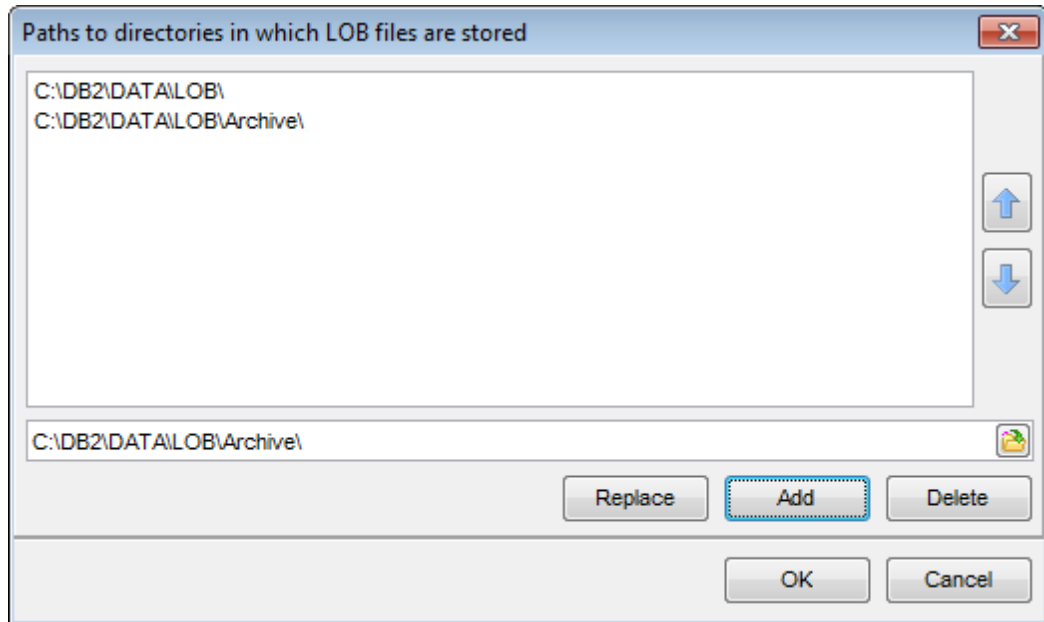 Paths to directories in which LOB files are stored
C:\DB2\DATA\LOB\
C:\DB2\DATA\LOB\Archive\
C:\DB2\DATA\LOB\Archive\
Replace Add Delete
OK Cancel